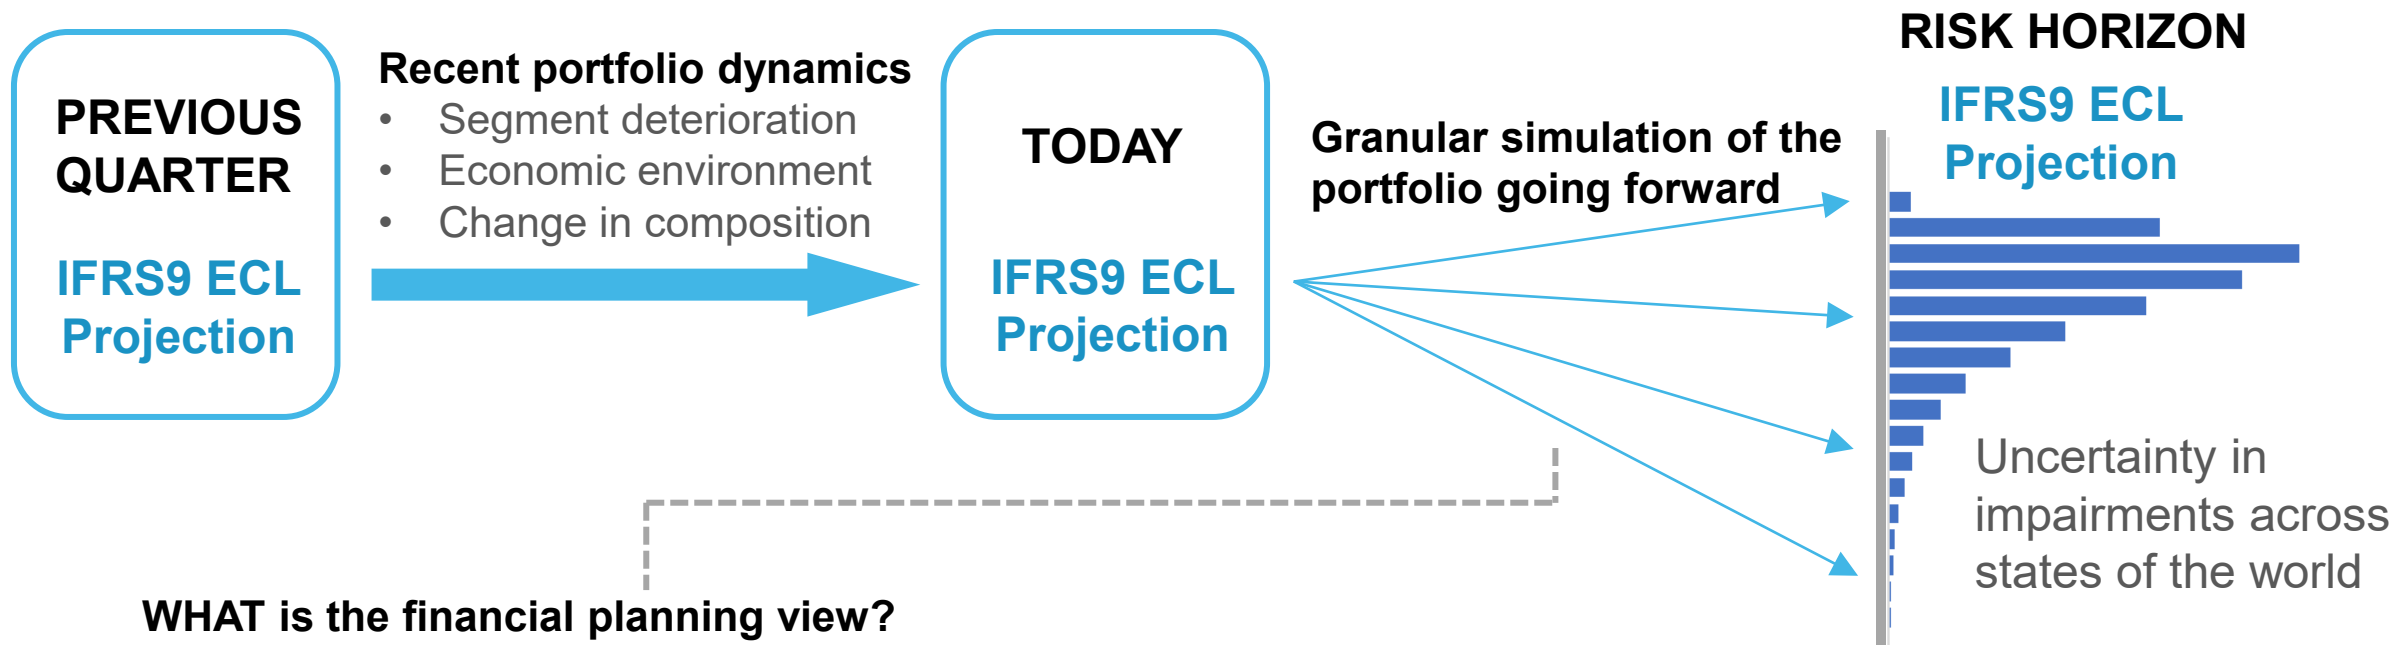 PREVIOUS
QUARTER
IFRS9 ECL
Projection
Recent portfolio dynamics
• Segment deterioration
• Economic environment
• Change in composition
TODAY
IFRS9 ECL
Projection
Granular simulation of the
portfolio going forward
RISK HORIZON
IFRS9 ECL
Projection
Uncertainty in
impairments across
states of the world
WHAT is the financial planning view?